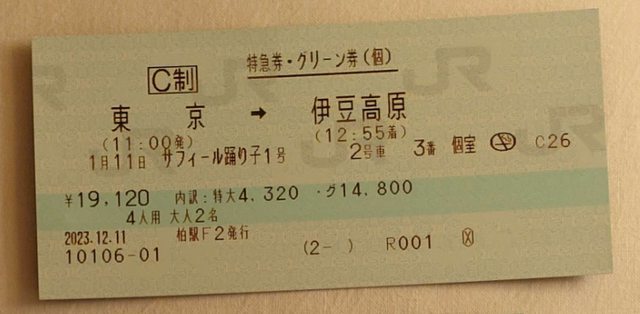 特急券・グリーン券(個)
C制
東京 → 伊豆高原
(11:00発) (12:55着)
1月11日 サフィール踊り子1号 2号車 3番 個室 C26
¥19,120 内訳:特大4,320・グ14,800
4人用 大人2名
2023.12.11 柏駅F2発行
10106-01 (2- ) R001